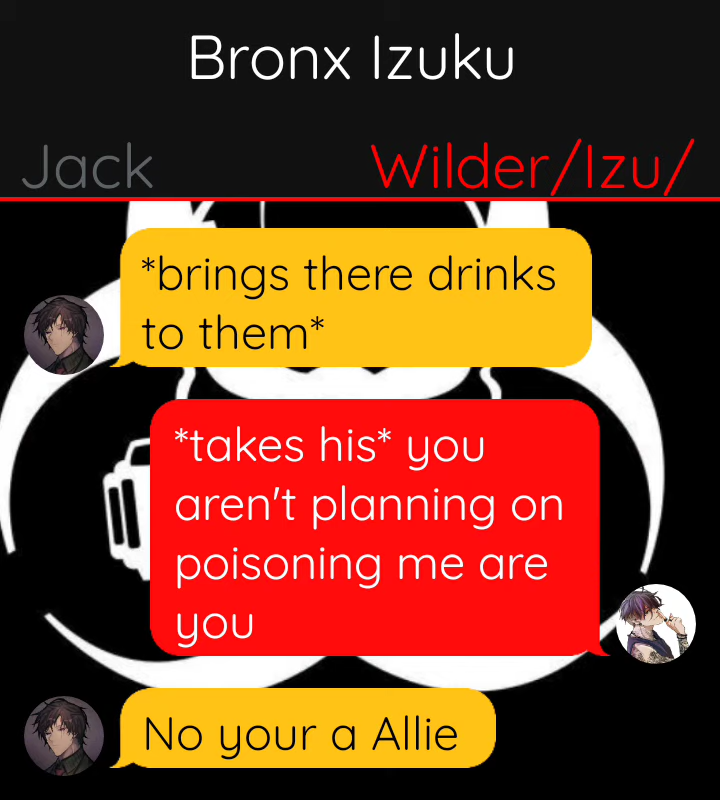 Bronx Izuku
Jack
Wilder/Izu/
*brings there drinks
to them*
*takes his* you
aren't planning on
poisoning me are
you
No your a Allie